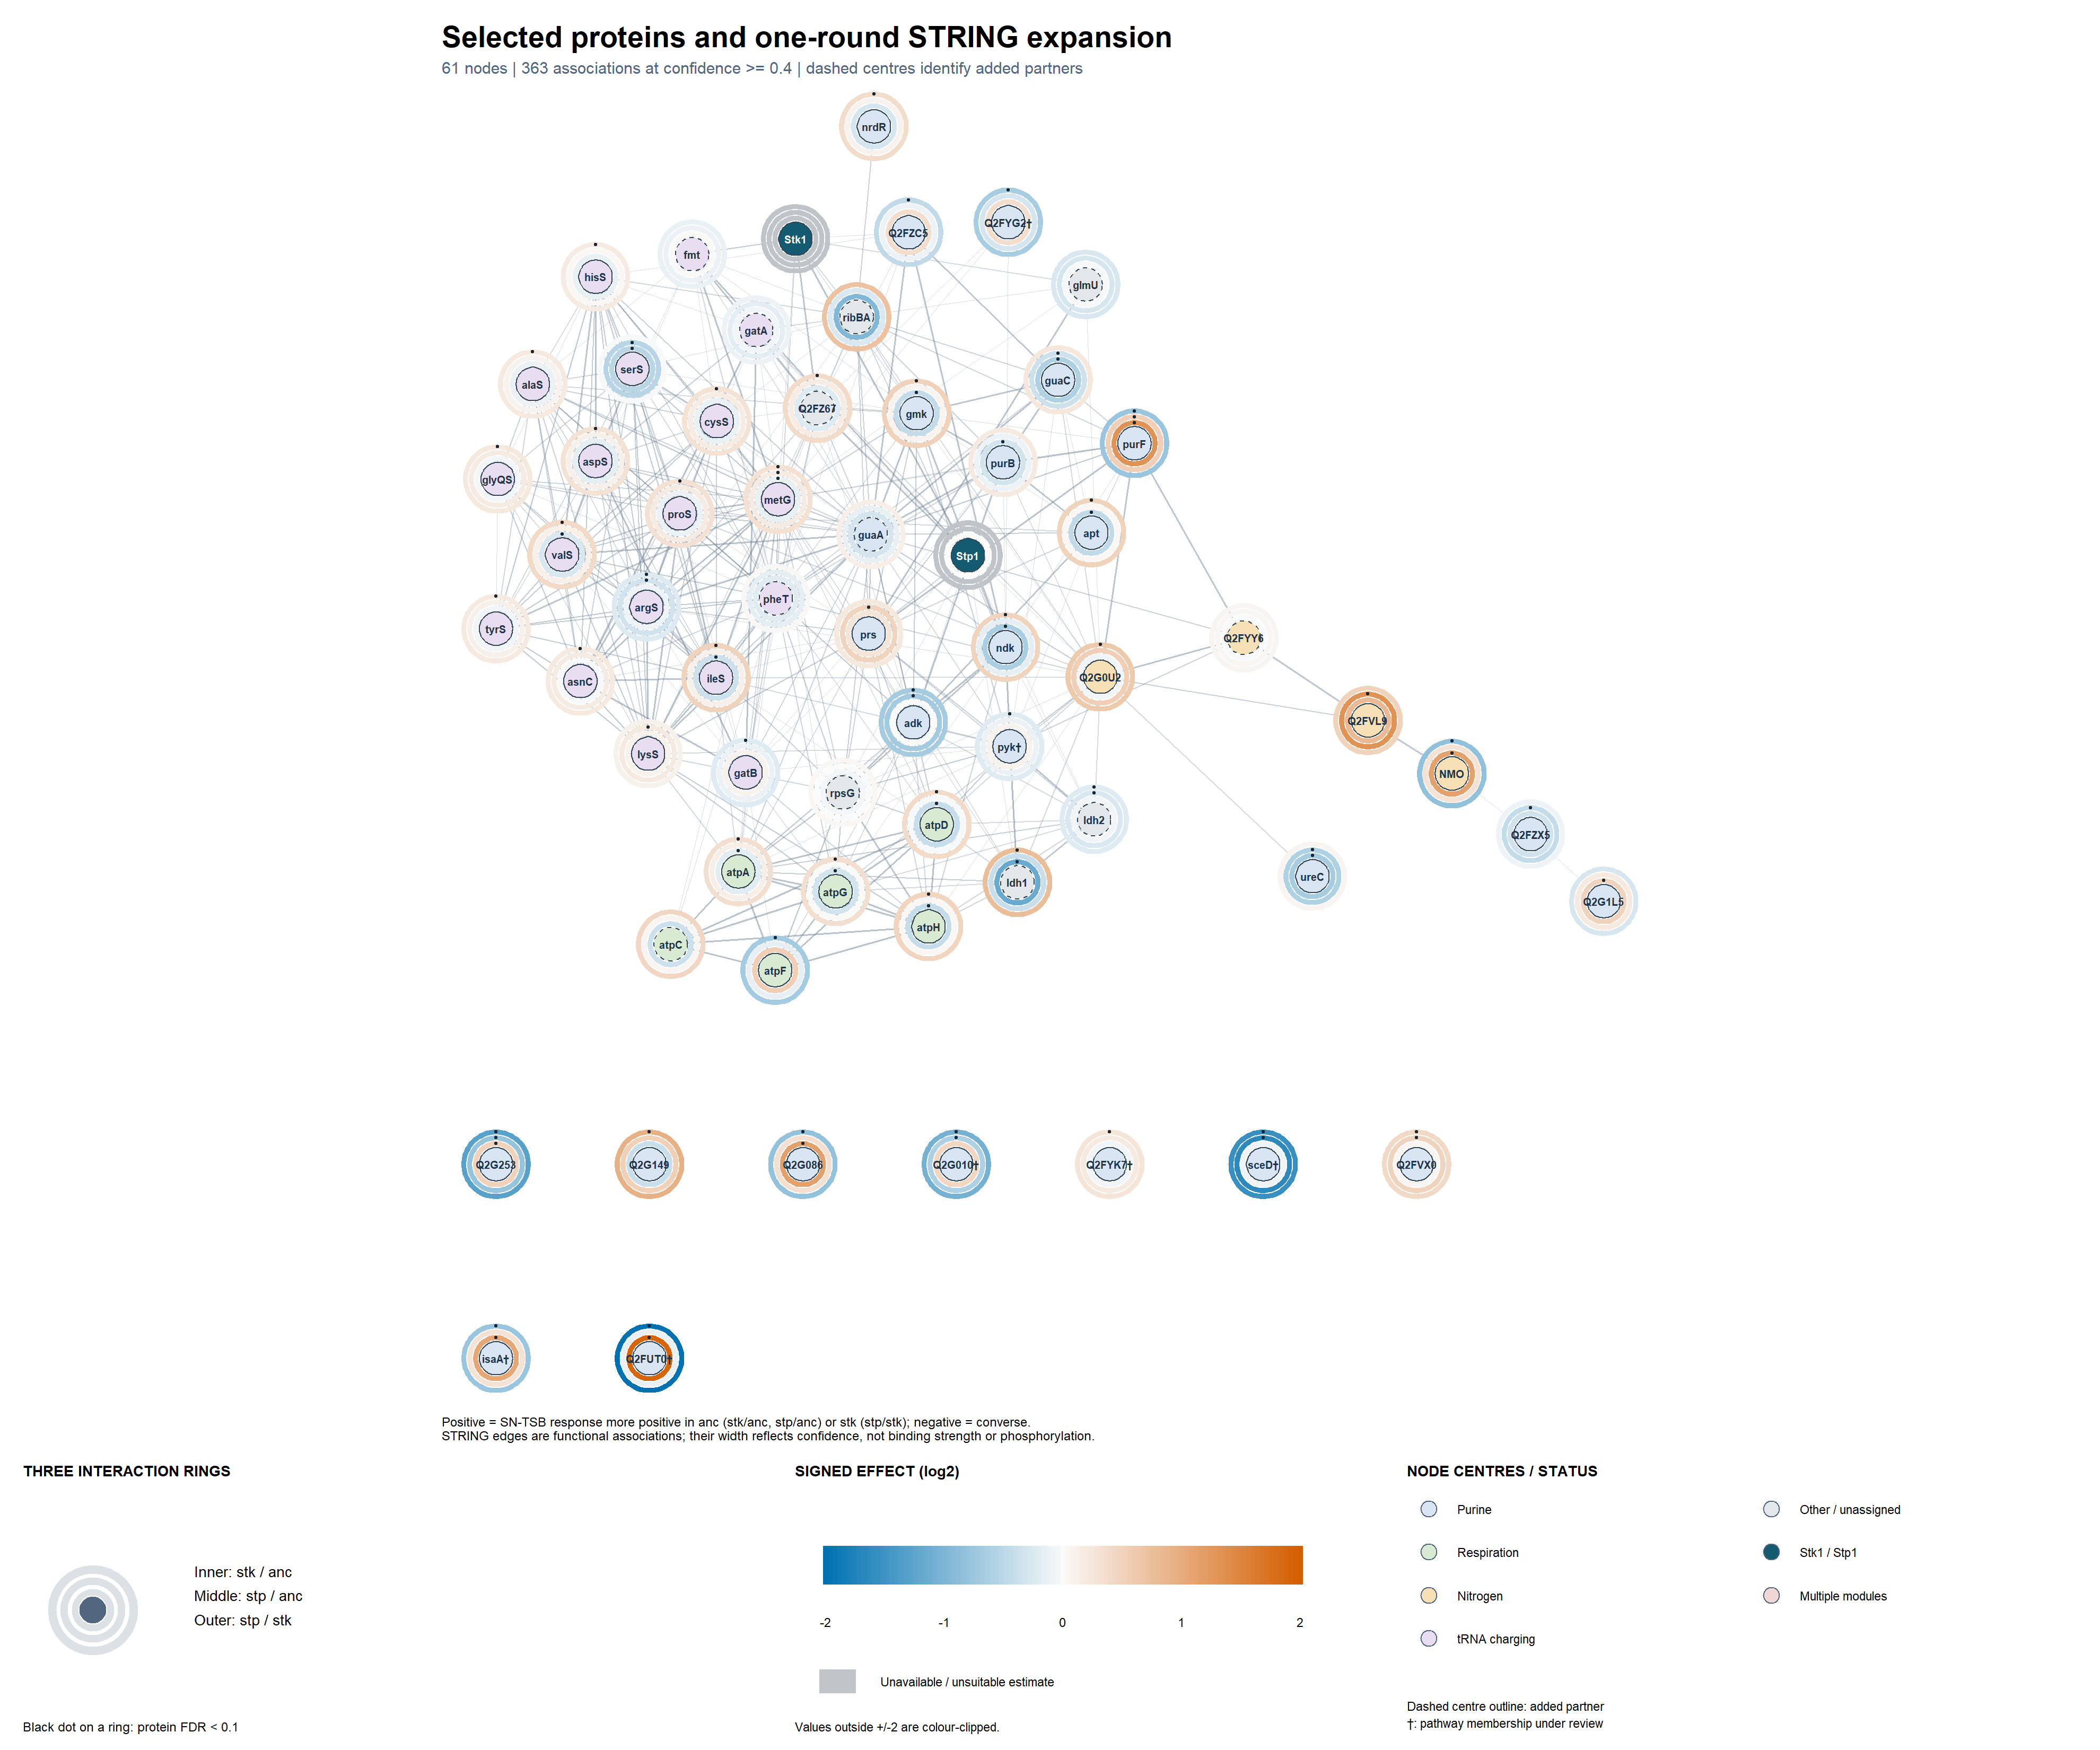 Selected proteins and one-round STRING expansion
61 nodes | 363 associations at confidence >= 0.4 | dashed centres identify added partners
nrdR
Q2FYG2†
Stk1
Q2FZC5
fmt
hisS
glmU
ribBA
gatA
serS
alaS
guaC
Q2FZ67
gmk
cysS
purF
aspS
purB
glyQS
metG
proS
apt
guaA
valS
Stp1
pheT
argS
tyrS
prs
Q2FYY6
ndk
asnC
ileS
Q2G0U2
Q2FVL9
adk
pyk†
lysS
gatB
NMO
rpsG
ldh2
atpD
Q2FZX5
atpA
ureC
ldh1
atpG
Q2G1L5
atpH
atpC
atpF
Q2G253
Q2G149
Q2G086
Q2G010†
Q2FYK7†
sceD†
Q2FVX0
isaA†
Q2FUT0†
Positive = SN-TSB response more positive in anc (stk/anc, stp/anc) or stk (stp/stk); negative = converse.
STRING edges are functional associations; their width reflects confidence, not binding strength or phosphorylation.
THREE INTERACTION RINGS
Inner: stk / anc
Middle: stp / anc
Outer: stp / stk
Black dot on a ring: protein FDR < 0.1
SIGNED EFFECT (log2)
-2
-1
0
1
2
Unavailable / unsuitable estimate
Values outside +/-2 are colour-clipped.
NODE CENTRES / STATUS
Purine
Other / unassigned
Respiration
Stk1 / Stp1
Nitrogen
Multiple modules
tRNA charging
Dashed centre outline: added partner
†: pathway membership under review